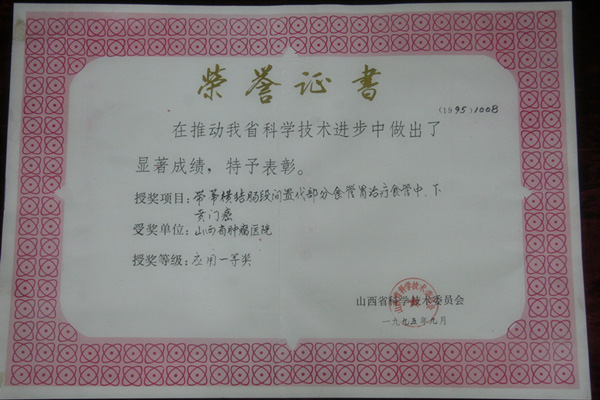 荣誉证书
(1995)1008
在推动我省科学技术进步中做出了
显著成绩，特予表彰。
授奖项目：带蒂横结肠段间置代部分食管胃治疗食管中、下
贲门癌
受奖单位：山西省肿瘤医院
授奖等级：应用一等奖
山西省科学技术委员会
一九九五年九月